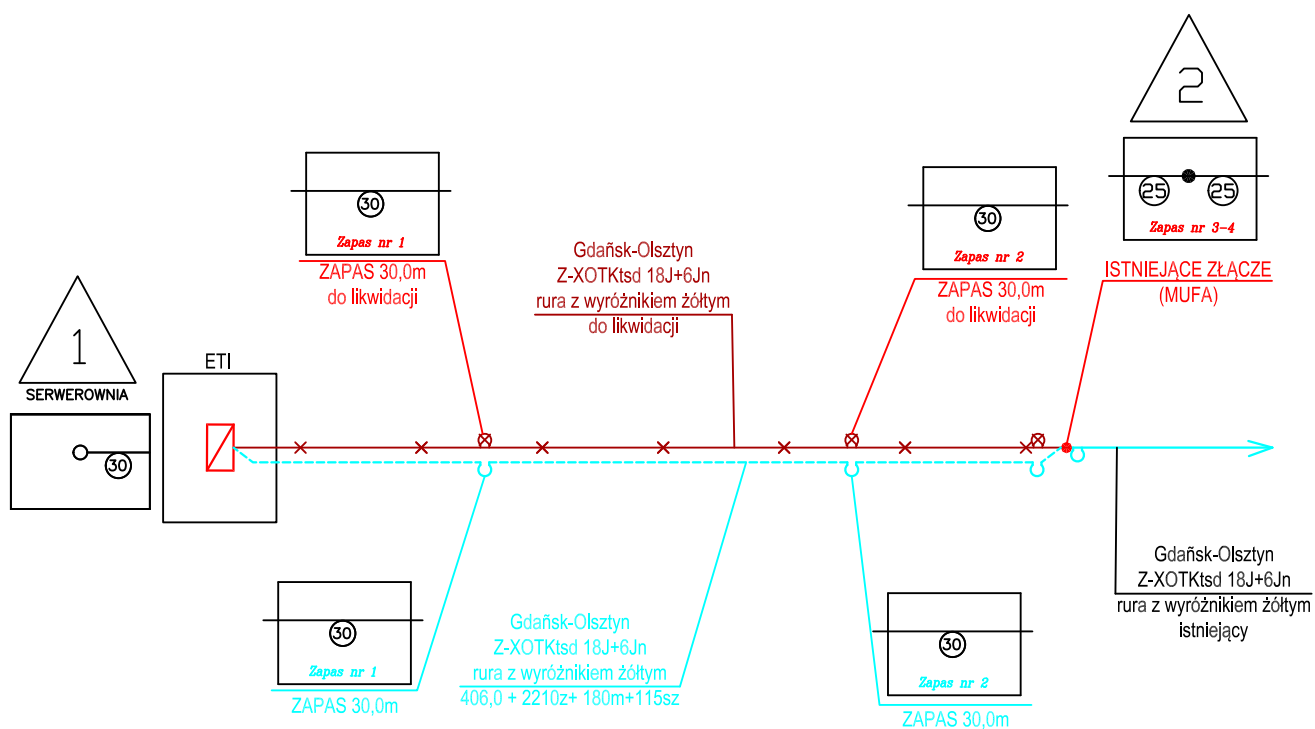 2
25
25
Zapas nr 3-4
ISTNIEJĄCE ZŁĄCZE
(MUFA)
30
Zapas nr 1
ZAPAS 30,0m
do likwidacji
Gdañsk-Olsztyn
Z-XOTKtsd 18J+6Jn
rura z wyróżnikiem żółtym
do likwidacji
30
Zapas nr 2
ZAPAS 30,0m
do likwidacji
1
SERWEROWNIA
30
ETI
30
Zapas nr 1
ZAPAS 30,0m
Gdañsk-Olsztyn
Z-XOTKtsd 18J+6Jn
rura z wyróżnikiem żółtym
406,0 + 2210z+ 180m+115sz
30
Zapas nr 2
ZAPAS 30,0m
Gdañsk-Olsztyn
Z-XOTKtsd 18J+6Jn
rura z wyróżnikiem żółtym
istniejący